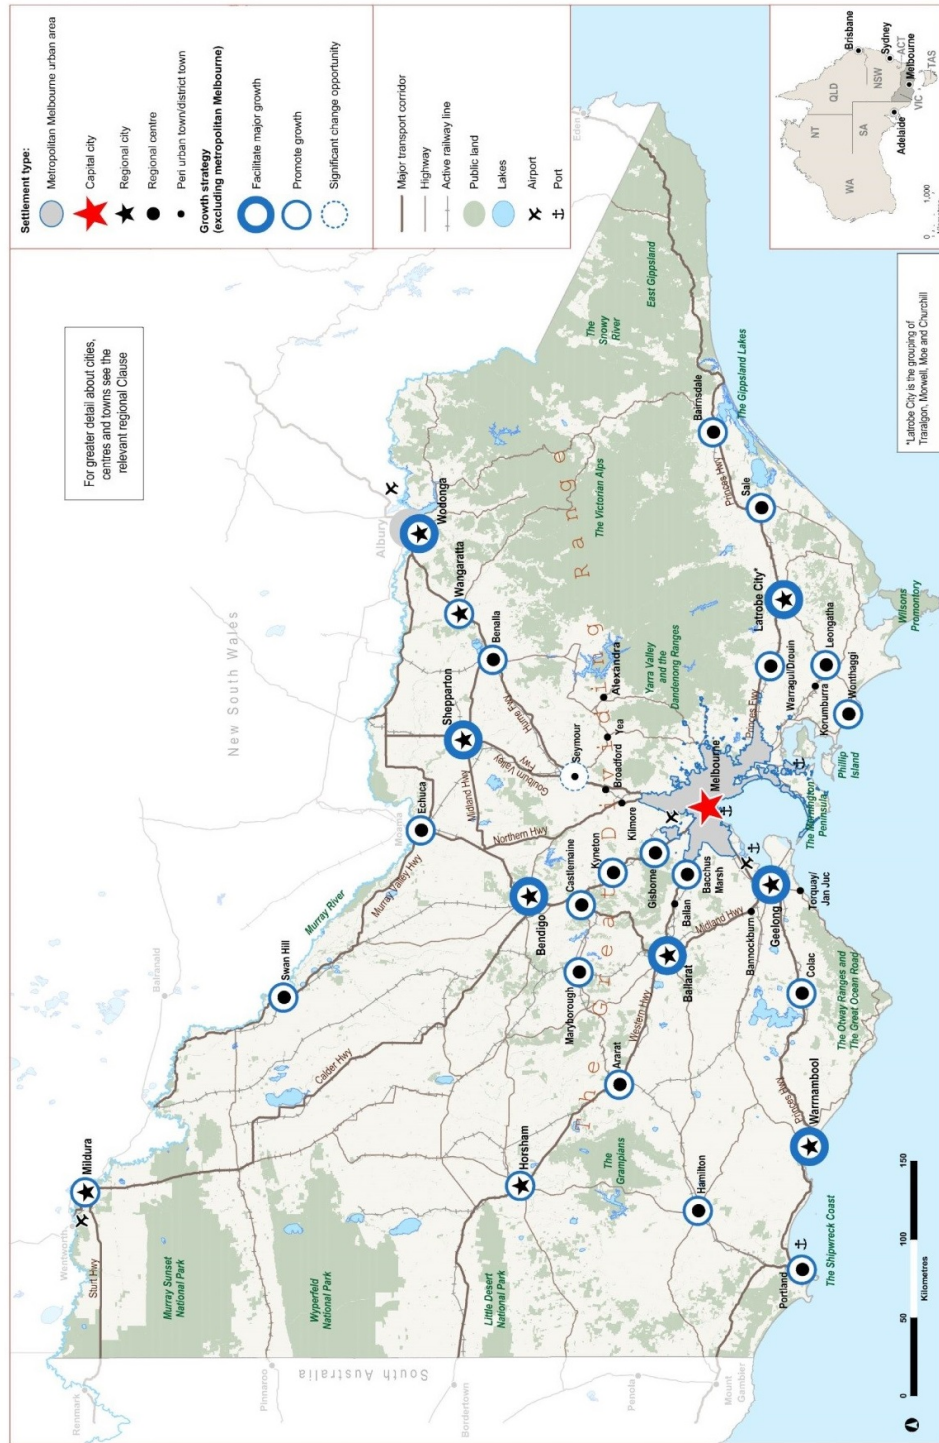 Settlement type:
Metropolitan Melbourne urban area
Capital city
Regional city
Regional centre
Peri urban town/district town
Growth strategy
(excluding metropolitan Melbourne)
Facilitate major growth
Promote growth
Significant change opportunity
Major transport corridor
Highway
Active railway line
Public land
Lakes
Airport
Port
For greater detail about cities,
centres and towns see the
relevant regional Clause
New South Wales
South Australia
Renmark
Wentworth
Mildura
Sturt Hwy
Murray Sunset
National Park
Pinnaroo
Wyperfeld
National Park
Balranald
Swan Hill
Murray River
Murray Valley Hwy
Calder Hwy
Moama
Echuca
Albury
Wodonga
Wangaratta
Benalla
Shepparton
Midland Hwy
Goulburn Valley
Fwy
Hume Fwy
Northern Hwy
Bordertown
Little Desert
National Park
Horsham
Bendigo
Castlemaine
Maryborough
Kyneton
Seymour
Broadford
Kilmore
Yea
Alexandra
The Great Dividing Range
The Victorian Alps
The
Snowy
River
East Gippsland
Eden
Penola
The
Grampians
Ararat
Western Hwy
Ballarat
Ballan
Gisborne
Bacchus
Marsh
Melbourne
Yarra Valley
and the
Dandenong Ranges
Mount
Gambier
Hamilton
Midland Hwy
Bannockburn
Geelong
Torquay/
Jan Juc
The Mornington
Peninsula
Phillip
Island
Princes Fwy
Warragul/Drouin
Latrobe City*
Sale
Princes Hwy
Bairnsdale
The Gippsland Lakes
Korumburra
Leongatha
Wonthaggi
Wilsons
Promontory
Portland
The Shipwreck Coast
Warrnambool
Princes Hwy
Colac
The Otway Ranges and
The Great Ocean Road
*Latrobe City is the grouping of
Traralgon, Morwell, Moe and Churchill
0 50 100 150
Kilometres
WA
NT
SA
QLD
NSW
ACT
VIC
TAS
Brisbane
Sydney
Melbourne
Adelaide
0 1,000